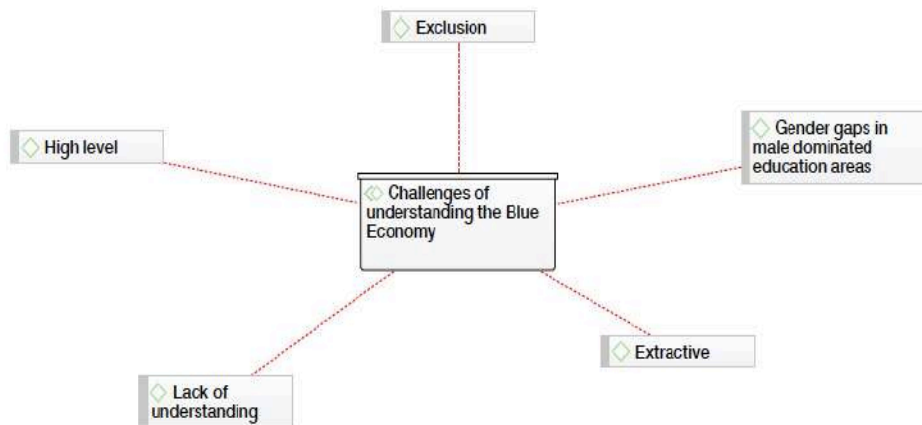 Exclusion
High level
Gender gaps in
male dominated
education areas
Challenges of
understanding the Blue
Economy
Extractive
Lack of
understanding